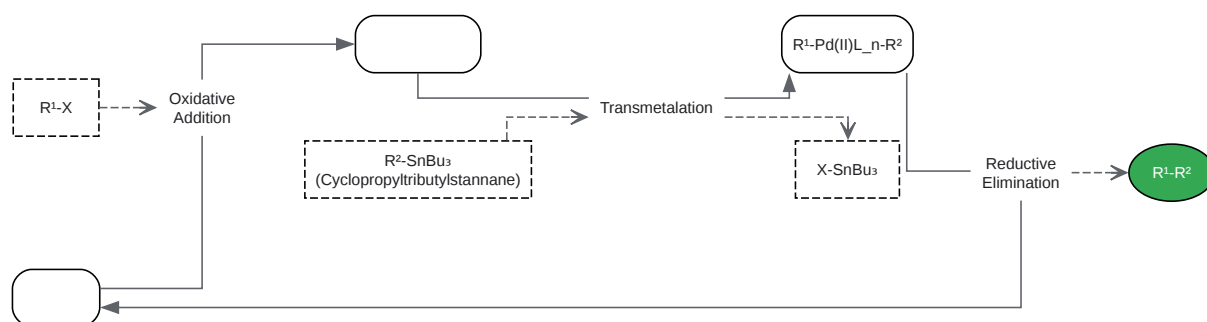 R¹-Pd(II)L_n-R²
R¹-X
Oxidative
Addition
Transmetalation
R²-SnBu₃
(Cyclopropyltributylstannane)
X-SnBu₃
Reductive
Elimination
R¹-R²